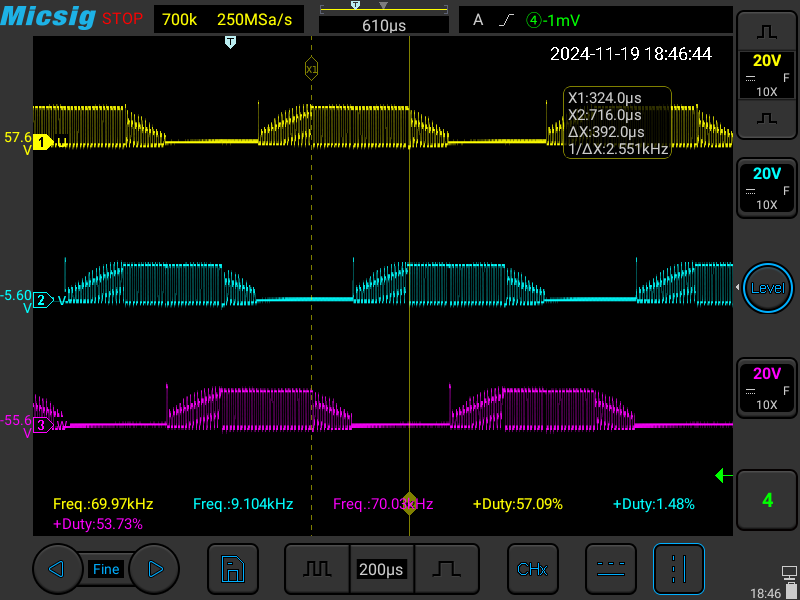 Micsig STOP 700k 250MSa/s T 610μs A 4 -1mV
T
2024-11-19 18:46:44
X1
X1:324.0μs
X2:716.0μs
ΔX:392.0μs
1/ΔX:2.551kHz
57.6
V
1 U
-5.60
V
2 V
-55.6
V
3 W
Freq.:69.97kHz Freq.:9.104kHz +Duty:57.09% +Duty:1.48%
+Duty:53.73%
20V
F
10X
20V
F
10X
Level
20V
F
10X
4
Fine 200μs CHx
18:46